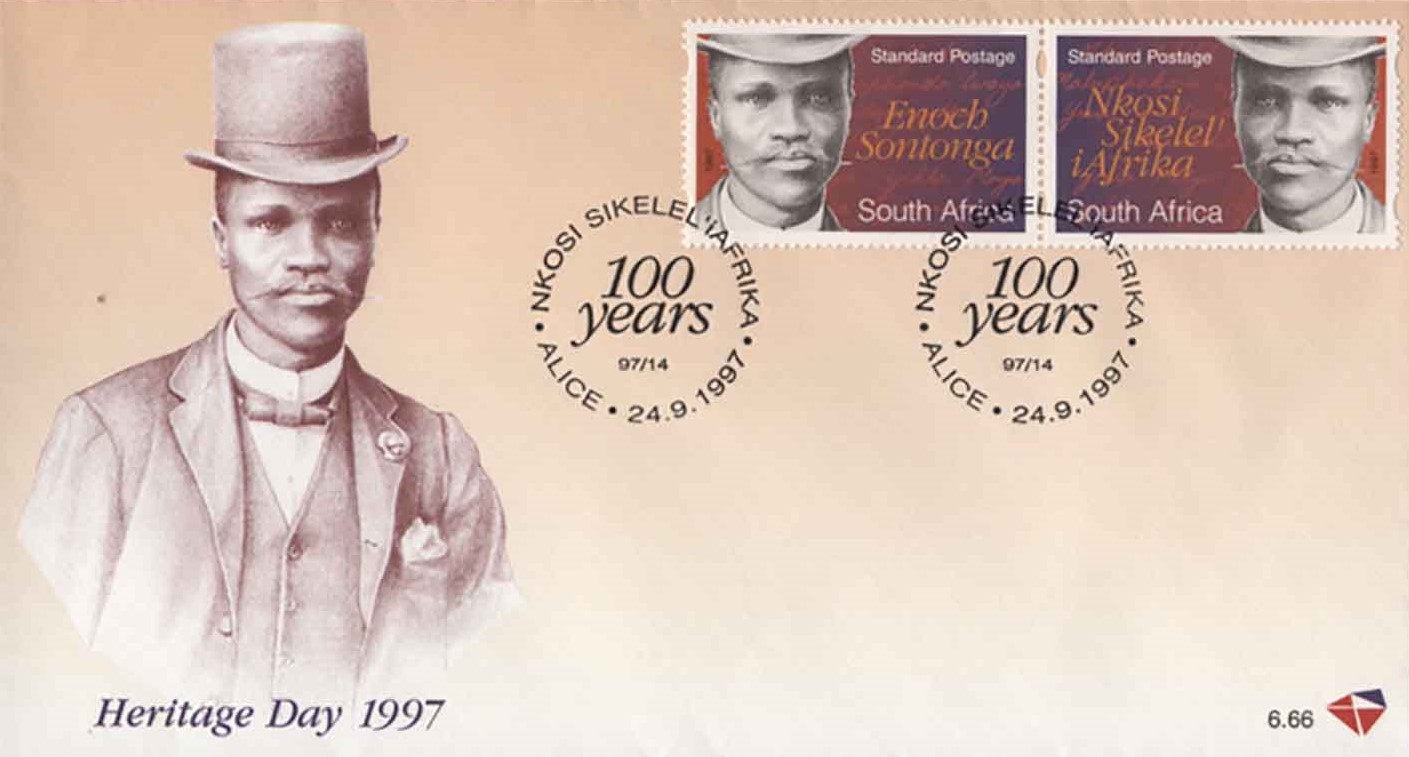 Standard Postage
Enoch
Sontonga
South Africa
1997
Standard Postage
Nkosi
Sikelel'
iAfrika
South Africa
1997
• NKOSI SIKELEL'IAFRIKA •
100
years
97/14
ALICE • 24.9.1997
• NKOSI SIKELEL'IAFRIKA •
100
years
97/14
ALICE • 24.9.1997
Heritage Day 1997
6.66